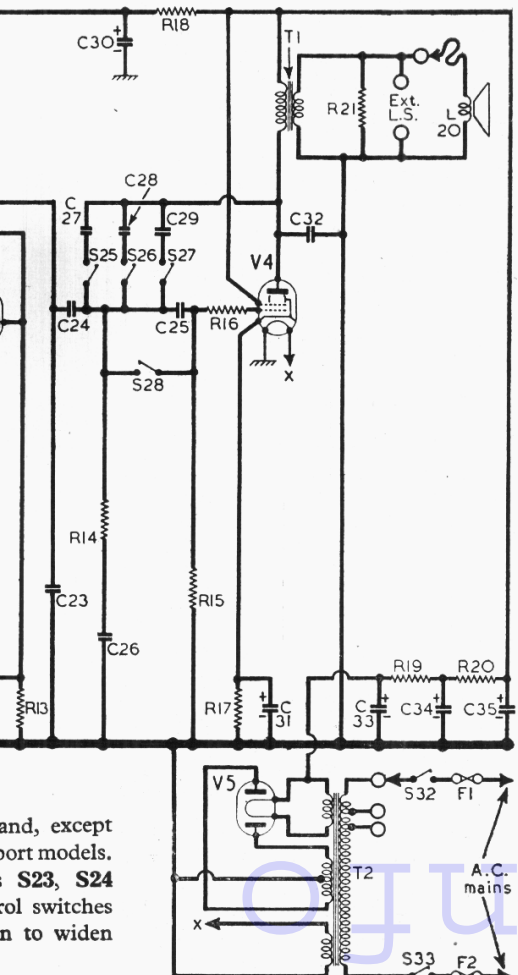 R18
C30
+
-
T1
R21
Ext.
L.S.
L
20
C28
C
27
C29
C32
S25
S26
S27
V4
C24
C25
R16
X
S28
R14
C23
R15
C26
R19
R20
R13
R17
+
-
C
31
C
33
+
-
C34
+
-
C35
+
-
V5
S32
F1
and, except
port models.
s S23, S24
rol switches
n to widen
T2
A.C.
mains
X
S33
F2